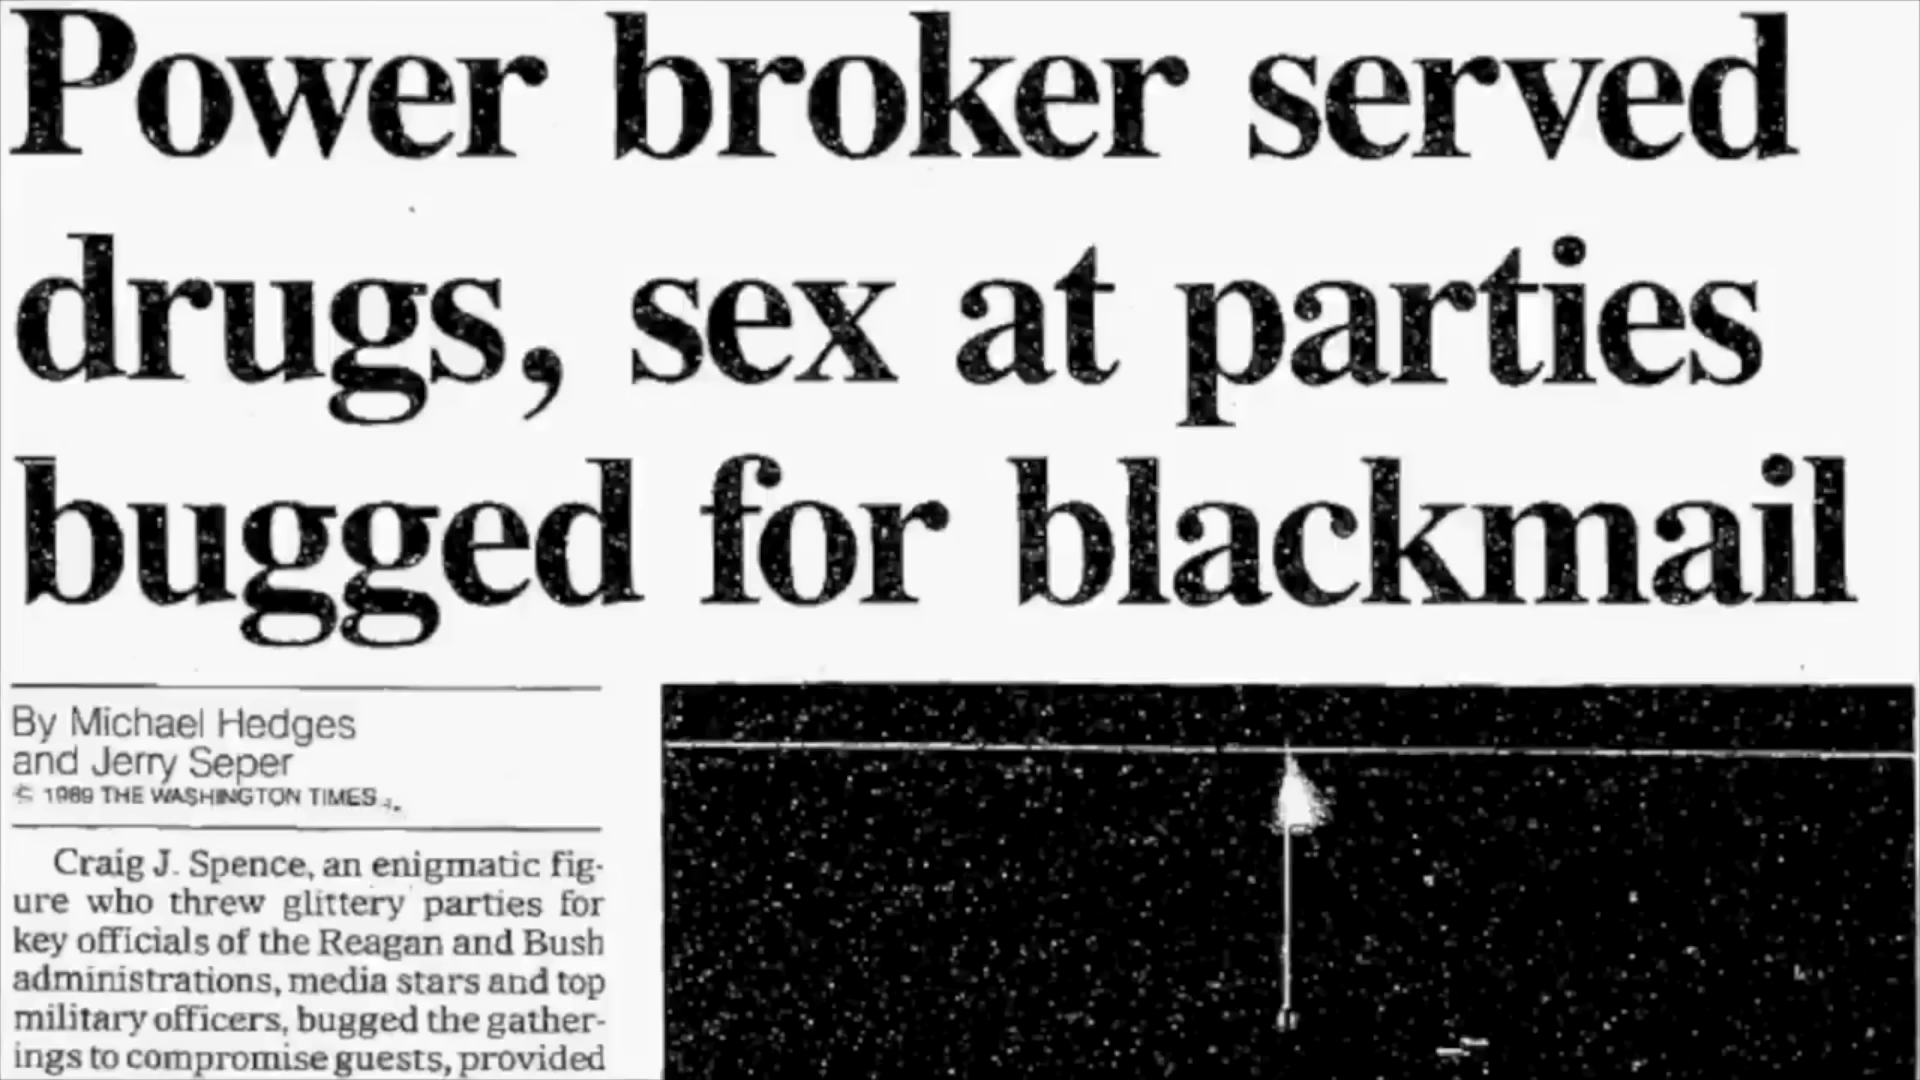 Power broker served
drugs, sex at parties
bugged for blackmail
By Michael Hedges
and Jerry Seper
© 1989 THE WASHINGTON TIMES
Craig J. Spence, an enigmatic fig-
ure who threw glittery parties for
key officials of the Reagan and Bush
administrations, media stars and top
military officers, bugged the gather-
ings to compromise guests, provided